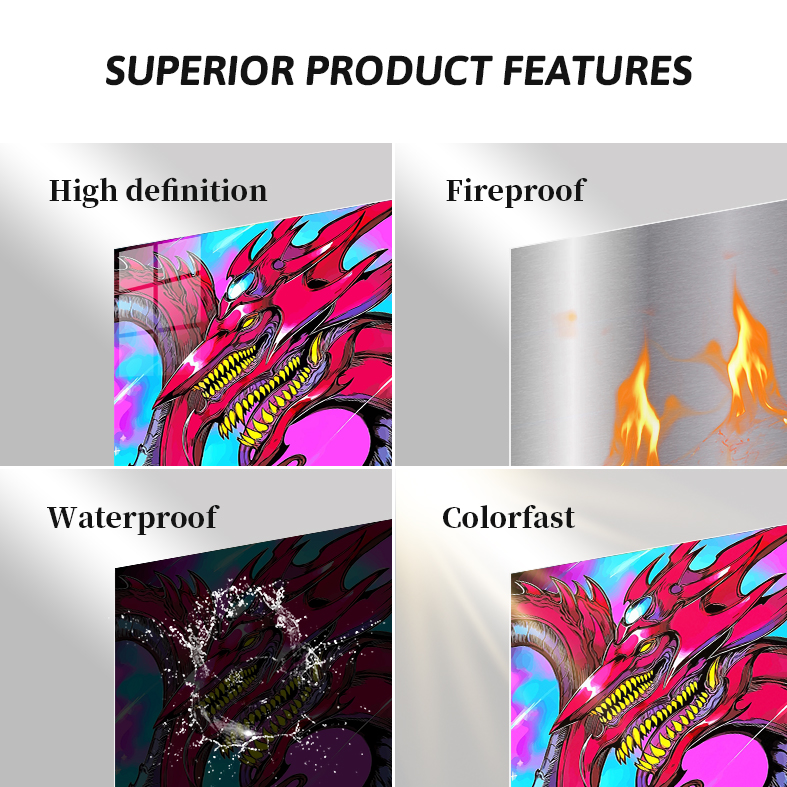 SUPERIOR PRODUCT FEATURES
High definition
Fireproof
Waterproof
Colorfast